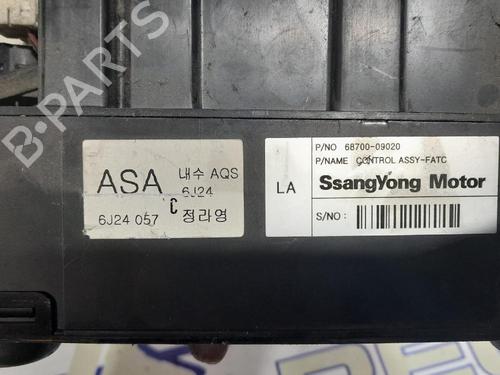 B-PARTS
ASA 내수 AQS
6J24
6J24 057 C 정라영
LA
P/NO 68700-09020
P/NAME CONTROL ASSY-FATC
SsangYong Motor
S/NO :